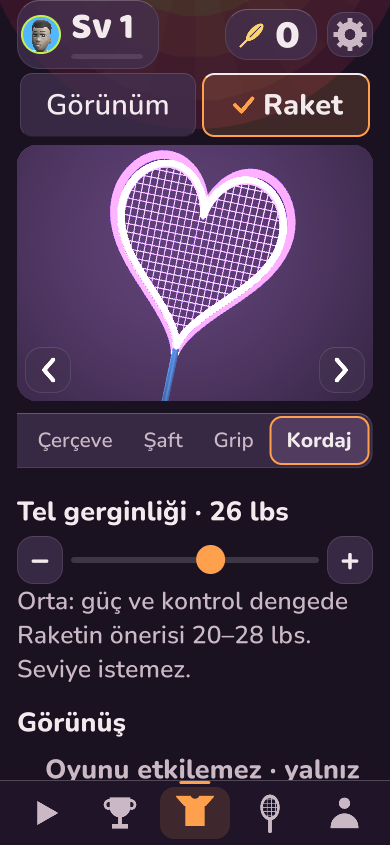 Sv 1
0
Görünüm
Raket
Çerçeve Şaft Grip Kordaj
Tel gerginliği · 26 lbs
Orta: güç ve kontrol dengede
Raketin önerisi 20–28 lbs.
Seviye istemez.
Görünüş
Oyunu etkilemez · yalnız